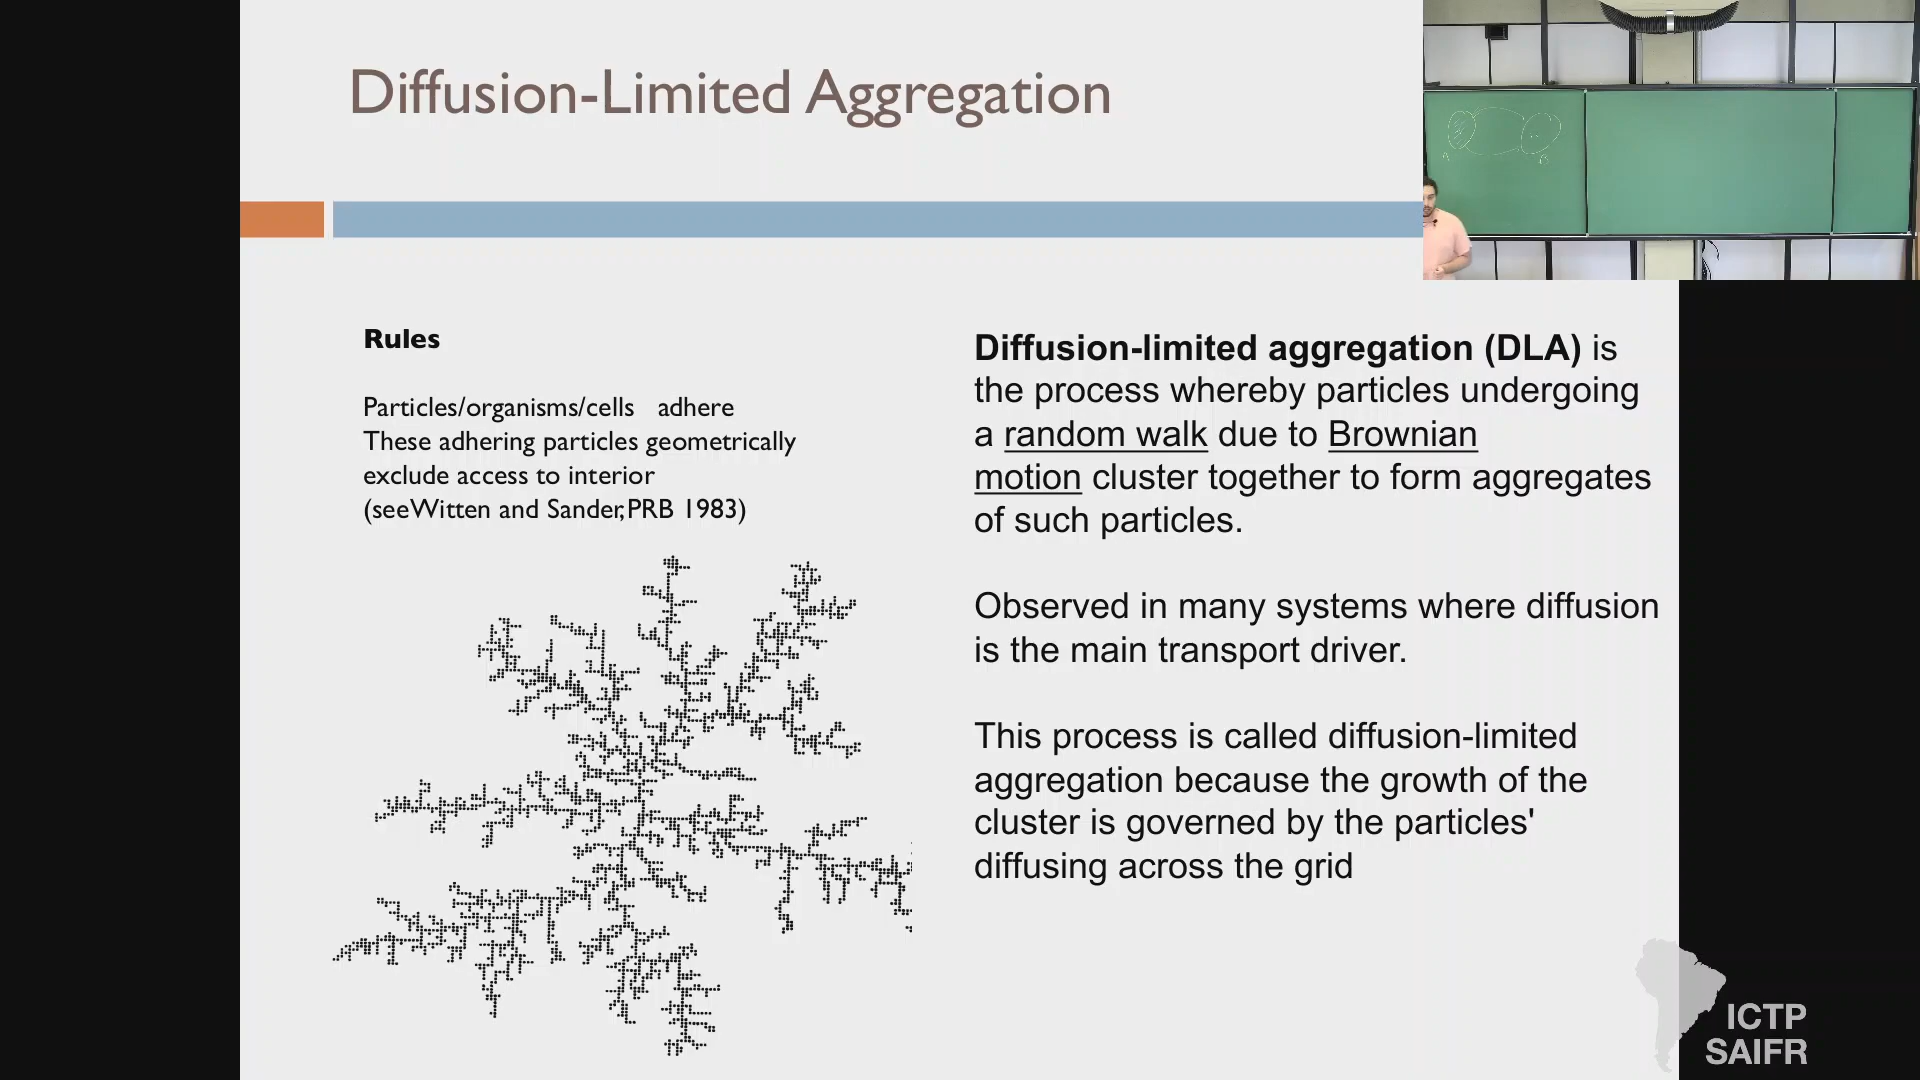 Diffusion-Limited Aggregation
Rules
Particles/organisms/cells adhere
These adhering particles geometrically
exclude access to interior
(seeWitten and Sander,PRB 1983)
Diffusion-limited aggregation (DLA) is
the process whereby particles undergoing
a random walk due to Brownian
motion cluster together to form aggregates
of such particles.
Observed in many systems where diffusion
is the main transport driver.
This process is called diffusion-limited
aggregation because the growth of the
cluster is governed by the particles'
diffusing across the grid
A
B
ICTP
SAIFR